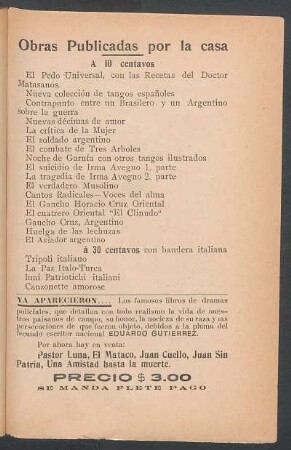 Obras Publicadas por la casa
A 10 centavos
El Pedo Universal, con las Recetas del Doctor
Matasanos
Nueva colección de tangos españoles
Contrapunto entre un Brasilero y un Argentino
sobre la guerra
Nuevas décimas de amor
La crítica de la Mujer
El soldado argentino
El combate de Tres Arboles
Noche de Garufa con otros tangos ilustrados
El suicidio de Irma Avegno 1. parte
La tragedia de Irma Avegno 2. parte
El verdadero Musolino
Cantos Radicales—Voces del alma
El Gaucho Horacio Cruz Oriental
El cuatrero Oriental "El Clinudo"
Gaucho Cruz, Argentino
Huelga de las lechuzas
El Aviador argentino
á 30 centavos con bandera italiana
Tripoli italiano
La Paz Italo-Turca
Inni Patriotichi italiani
Canzonette amorose
YA APARECIERON.... Los famosos libros de dramas
policiales, que detallan con todo realismo la vida de nues-
tros paisanos de campo, su honor, la nobleza de su raza y las
persecuciones de que fueron objeto, debidos a la pluma del
fecundo escritor nacional EDUARDO GUTIERREZ.
Por ahora hay en venta:
Pastor Luna, El Mataco, Juan Cuello, Juan Sin
Patria, Una Amistad hasta la muerte.
PRECIO $ 3.00
SE MANDA FLETE PAGO